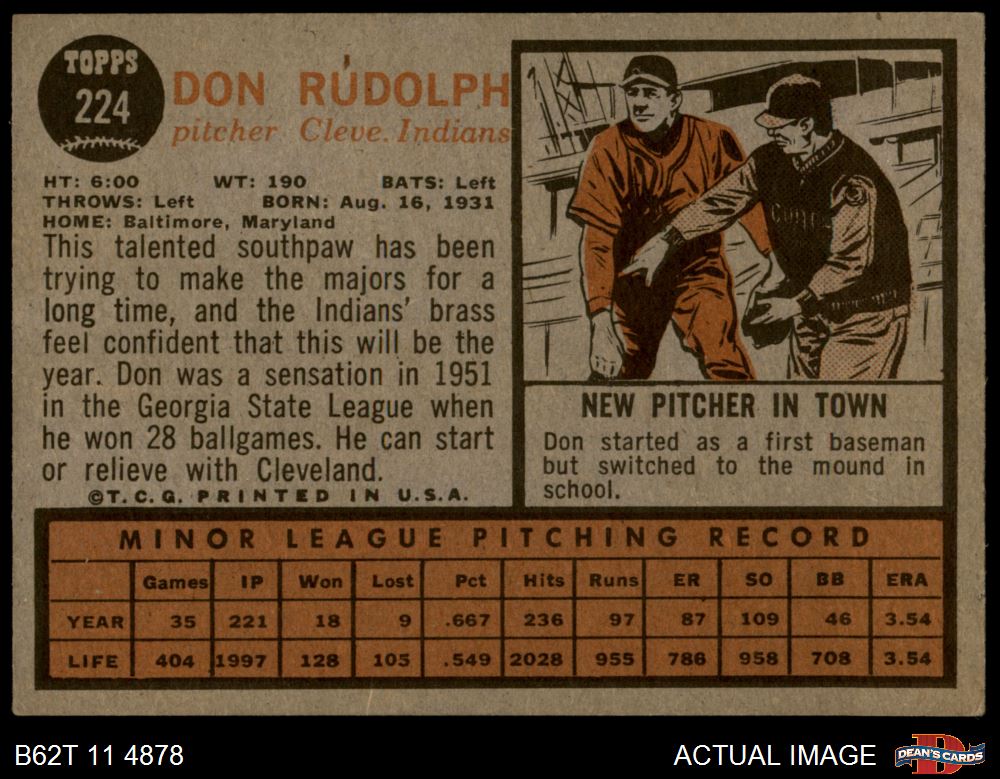 TOPPS
224
DON RUDOLPH
pitcher Cleve. Indians
HT: 6:00 WT: 190 BATS: Left
THROWS: Left BORN: Aug. 16, 1931
HOME: Baltimore, Maryland
This talented southpaw has been
trying to make the majors for a
long time, and the Indians' brass
feel confident that this will be the
year. Don was a sensation in 1951
in the Georgia State League when
he won 28 ballgames. He can start
or relieve with Cleveland.
©T.C.G. PRINTED IN U.S.A.
NEW PITCHER IN TOWN
Don started as a first baseman
but switched to the mound in
school.
MINOR LEAGUE PITCHING RECORD
Games IP Won Lost Pct Hits Runs ER SO BB ERA
YEAR 35 221 18 9 .667 236 97 87 109 46 3.54
LIFE 404 1997 128 105 .549 2028 955 786 958 708 3.54
B62T 11 4878
ACTUAL IMAGE
DEAN'S CARDS